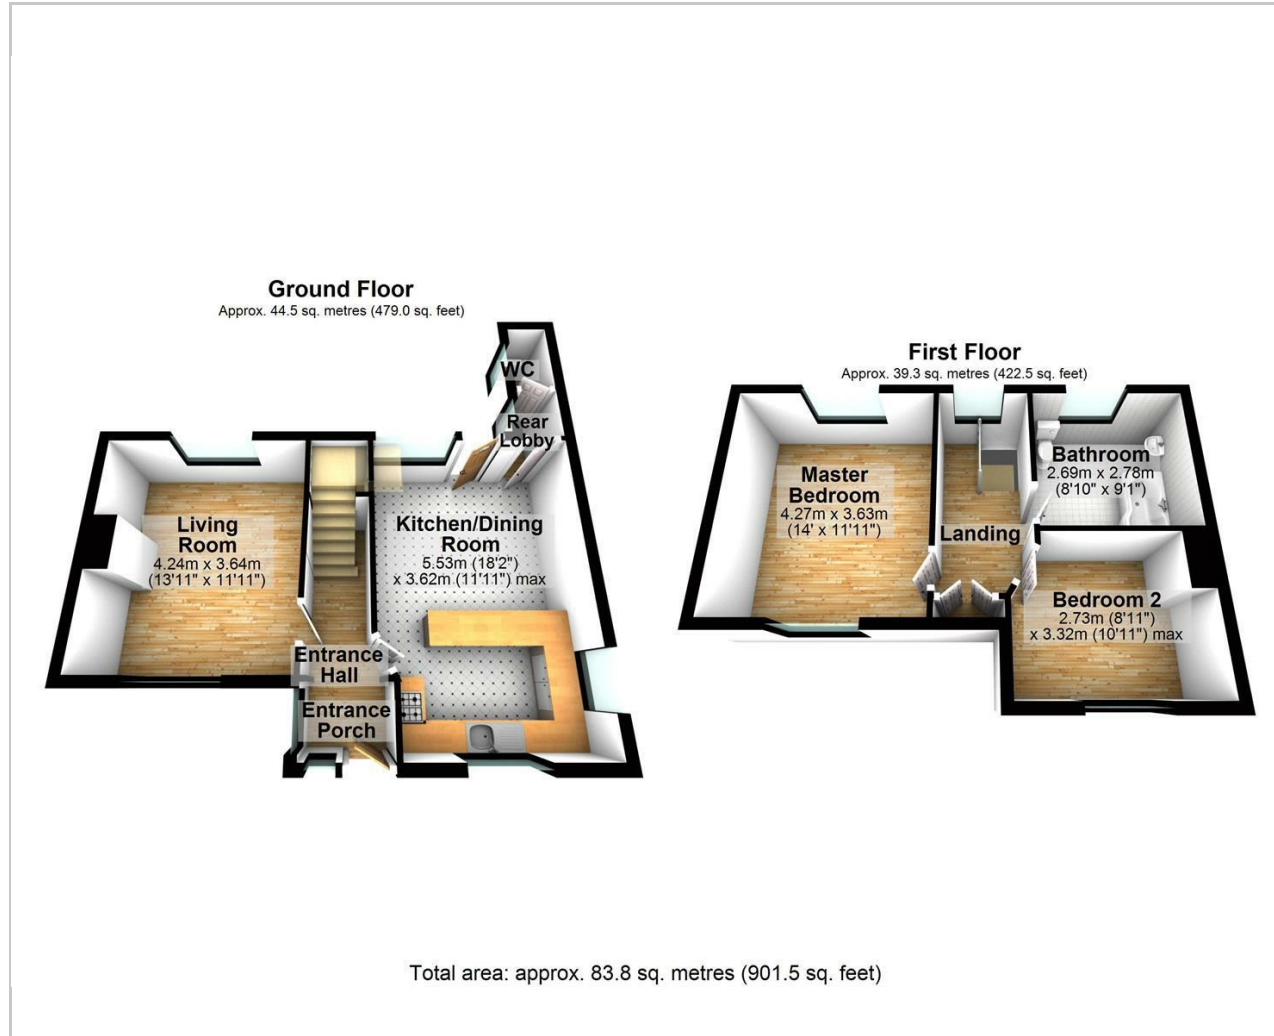 Ground Floor
Approx. 44.5 sq. metres (479.0 sq. feet)
WC
Rear
Lobby
Living
Room
4.24m x 3.64m
(13'11" x 11'11")
Kitchen/Dining
Room
5.53m (18'2")
x 3.62m (11'11") max
Entrance
Hall
Entrance
Porch
First Floor
Approx. 39.3 sq. metres (422.5 sq. feet)
Master
Bedroom
4.27m x 3.63m
(14' x 11'11")
Landing
Bathroom
2.69m x 2.78m
(8'10" x 9'1")
Bedroom 2
2.73m (8'11")
x 3.32m (10'11") max
Total area: approx. 83.8 sq. metres (901.5 sq. feet)